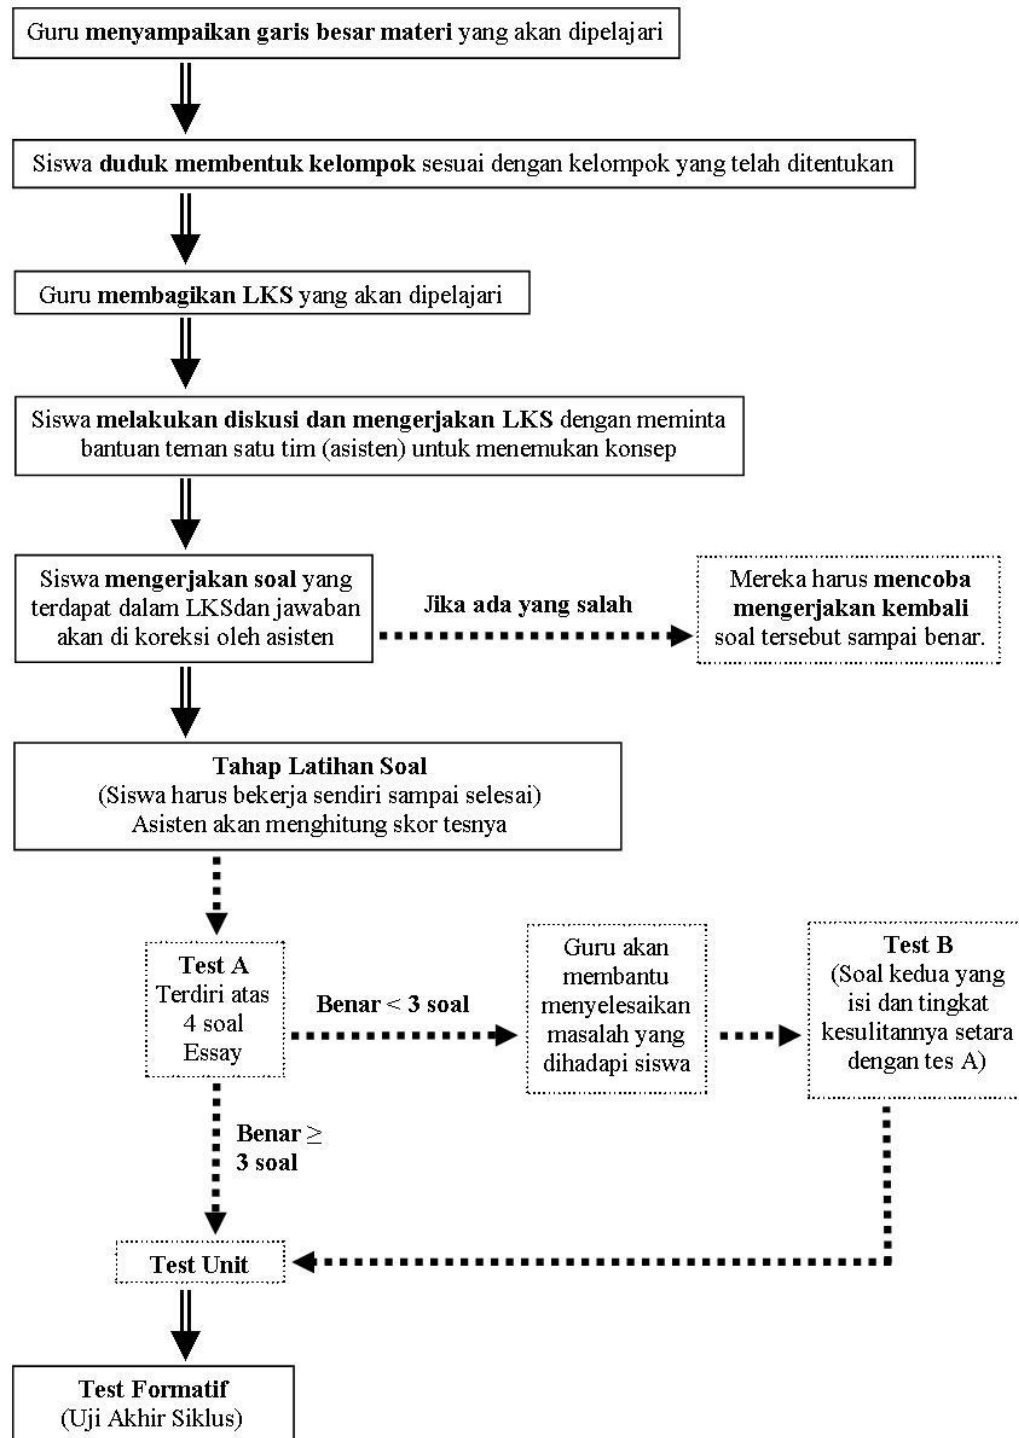 Guru menyampaikan garis besar materi yang akan dipelajari
Siswa duduk membentuk kelompok sesuai dengan kelompok yang telah ditentukan
Guru membagikan LKS yang akan dipelajari
Siswa melakukan diskusi dan mengerjakan LKS dengan meminta
bantuan teman satu tim (asisten) untuk menemukan konsep
Siswa mengerjakan soal yang
terdapat dalam LKSdan jawaban
akan di koreksi oleh asisten
Jika ada yang salah
Mereka harus mencoba
mengerjakan kembali
soal tersebut sampai benar.
Tahap Latihan Soal
(Siswa harus bekerja sendiri sampai selesai)
Asisten akan menghitung skor tesnya
Test A
Terdiri atas
4 soal
Essay
Benar < 3 soal
Guru akan
membantu
menyelesaikan
masalah yang
dihadapi siswa
Test B
(Soal kedua yang
isi dan tingkat
kesulitannya setara
dengan tes A)
Benar ≥
3 soal
Test Unit
Test Formatif
(Uji Akhir Siklus)